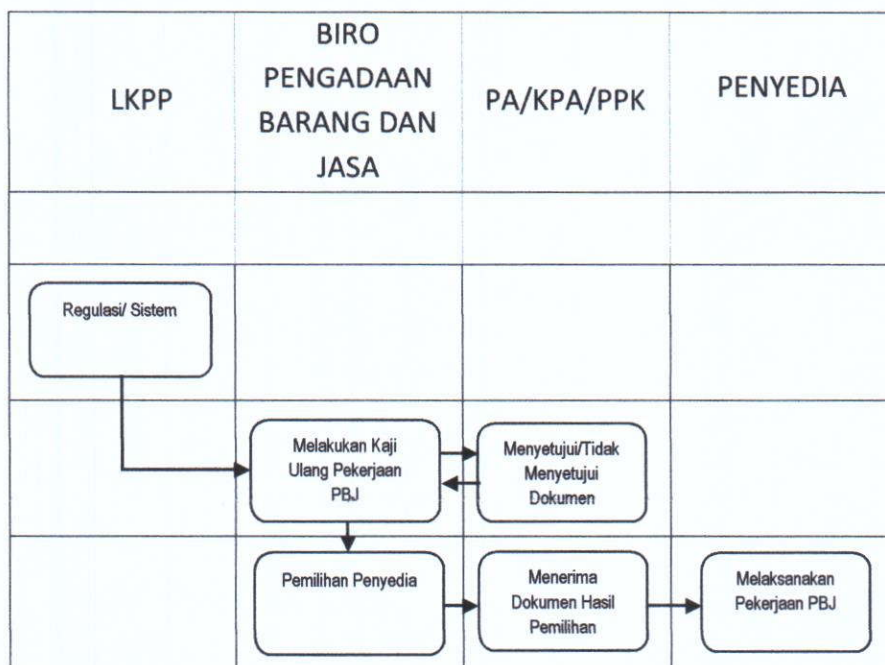 LKPP
BIRO
PENGADAAN
BARANG DAN
JASA
PA/KPA/PPK
PENYEDIA
Regulasi/ Sistem
Melakukan Kaji
Ulang Pekerjaan
PBJ
Menyetujui/Tidak
Menyetujui
Dokumen
Pemilihan Penyedia
Menerima
Dokumen Hasil
Pemilihan
Melaksanakan
Pekerjaan PBJ